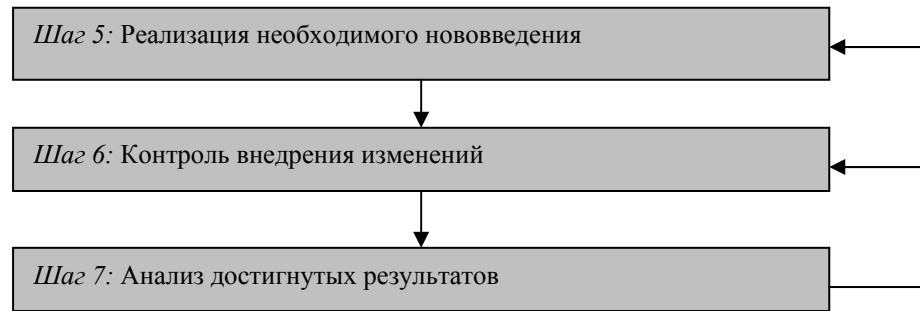 Шаг 5: Реализация необходимого нововведения
Шаг 6: Контроль внедрения изменений
Шаг 7: Анализ достигнутых результатов